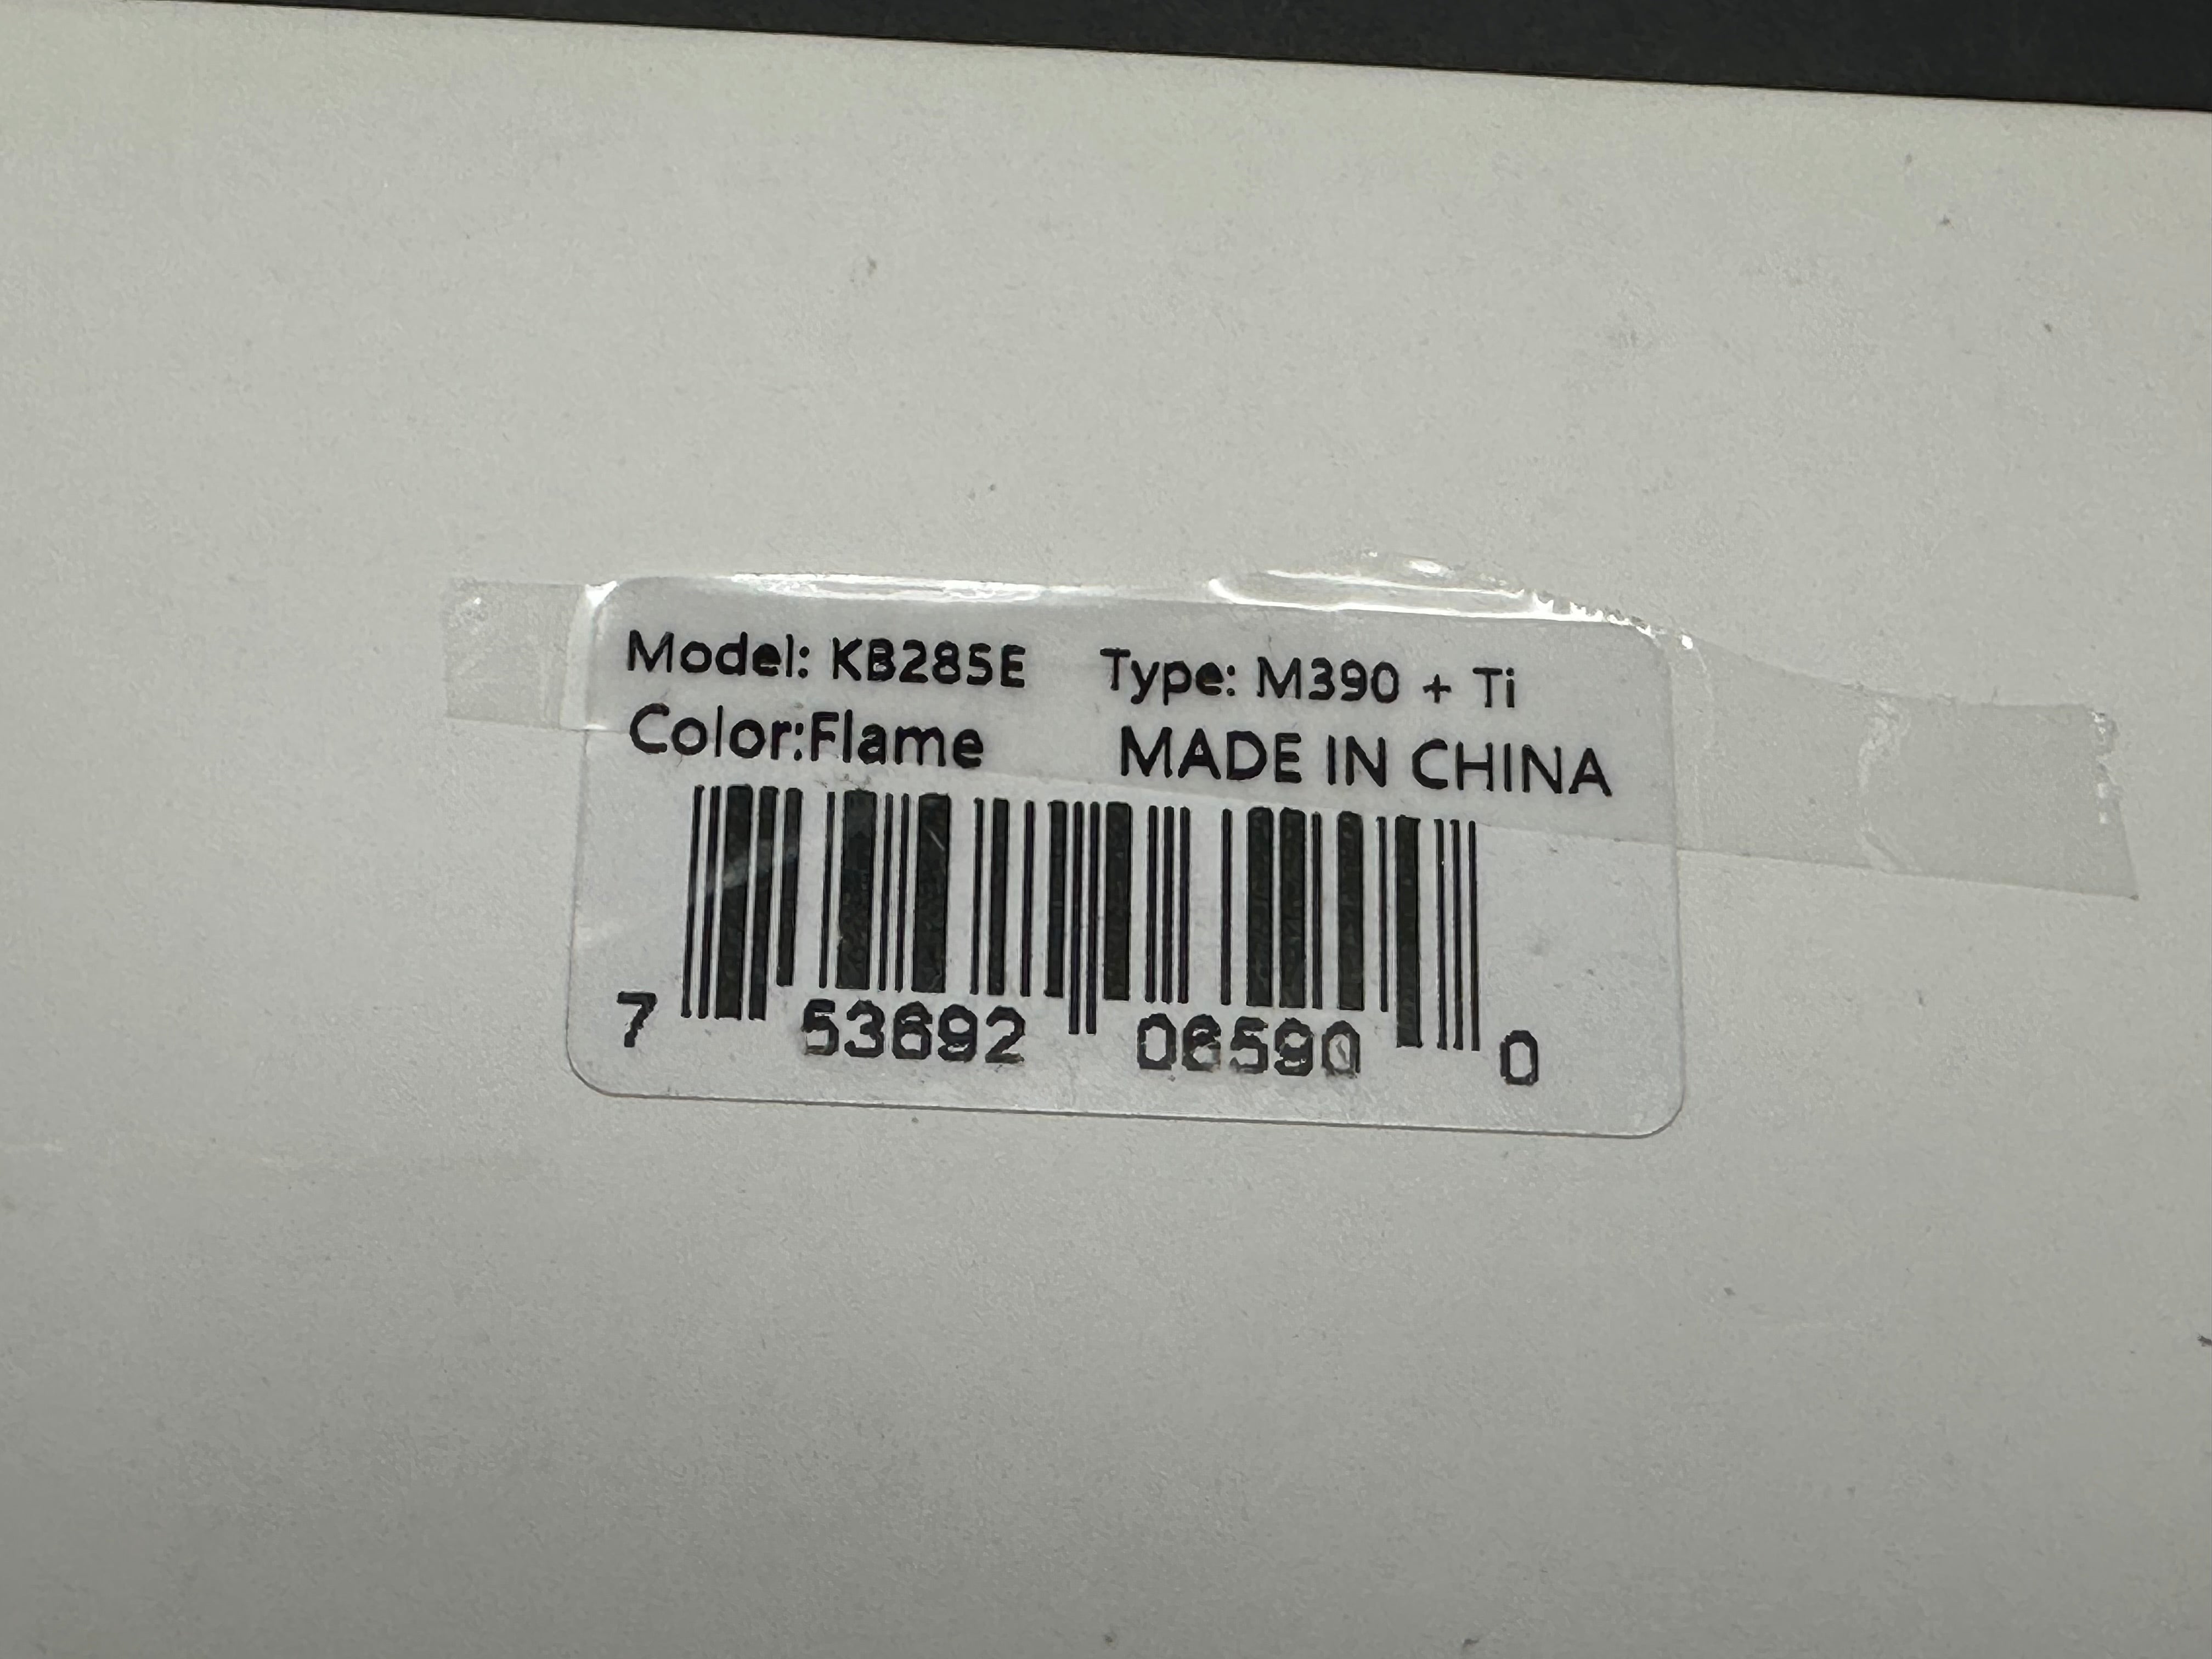 Model: KB285E Type: M390 + Ti
Color:Flame MADE IN CHINA
7 53692 06590 0